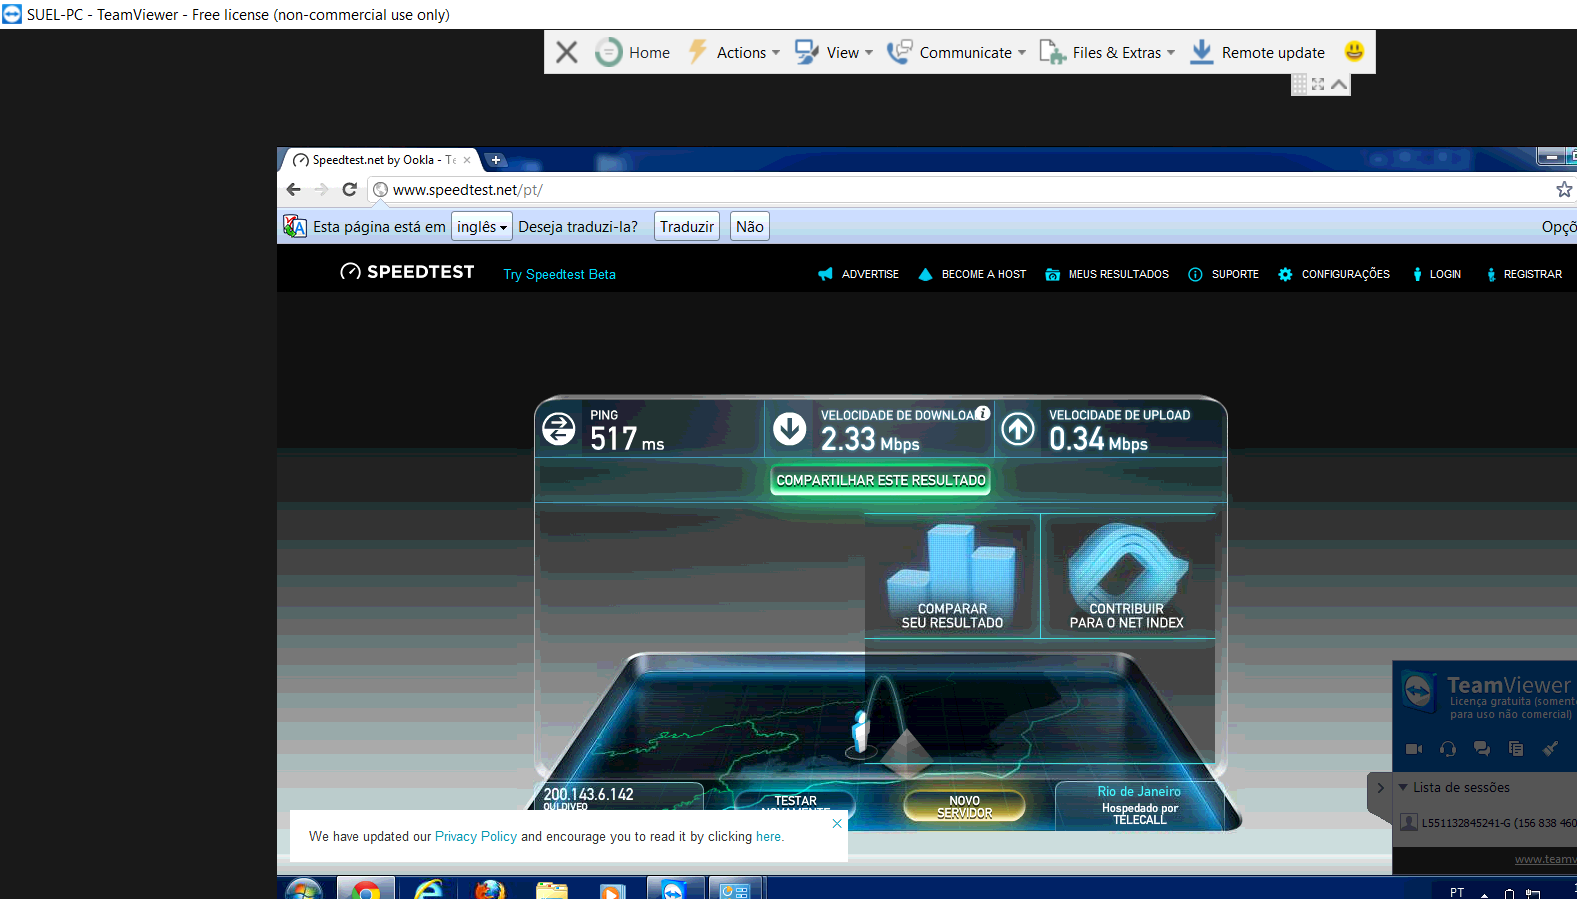 SUEL-PC - TeamViewer - Free license (non-commercial use only)
Home Actions View Communicate Files & Extras Remote update
Speedtest.net by Ookla - Te
www.speedtest.net/pt/
Esta página está em inglês Deseja traduzi-la? Traduzir Não Opçõ
SPEEDTEST Try Speedtest Beta ADVERTISE BECOME A HOST MEUS RESULTADOS SUPORTE CONFIGURAÇÕES LOGIN REGISTRAR
PING VELOCIDADE DE DOWNLOAD VELOCIDADE DE UPLOAD
517 ms 2.33 Mbps 0.34 Mbps
COMPARTILHAR ESTE RESULTADO
COMPARAR CONTRIBUIR
SEU RESULTADO PARA O NET INDEX
TeamViewer
Licença gratuita (soment
para uso não comercial)
Lista de sessões
L551132845241-G (156 838 460
www.teamv
200.143.6.142 TESTAR NOVO Rio de Janeiro
OI DIVEO NOVAMENTE SERVIDOR Hospedado por
TELECALL
We have updated our Privacy Policy and encourage you to read it by clicking here.
PT